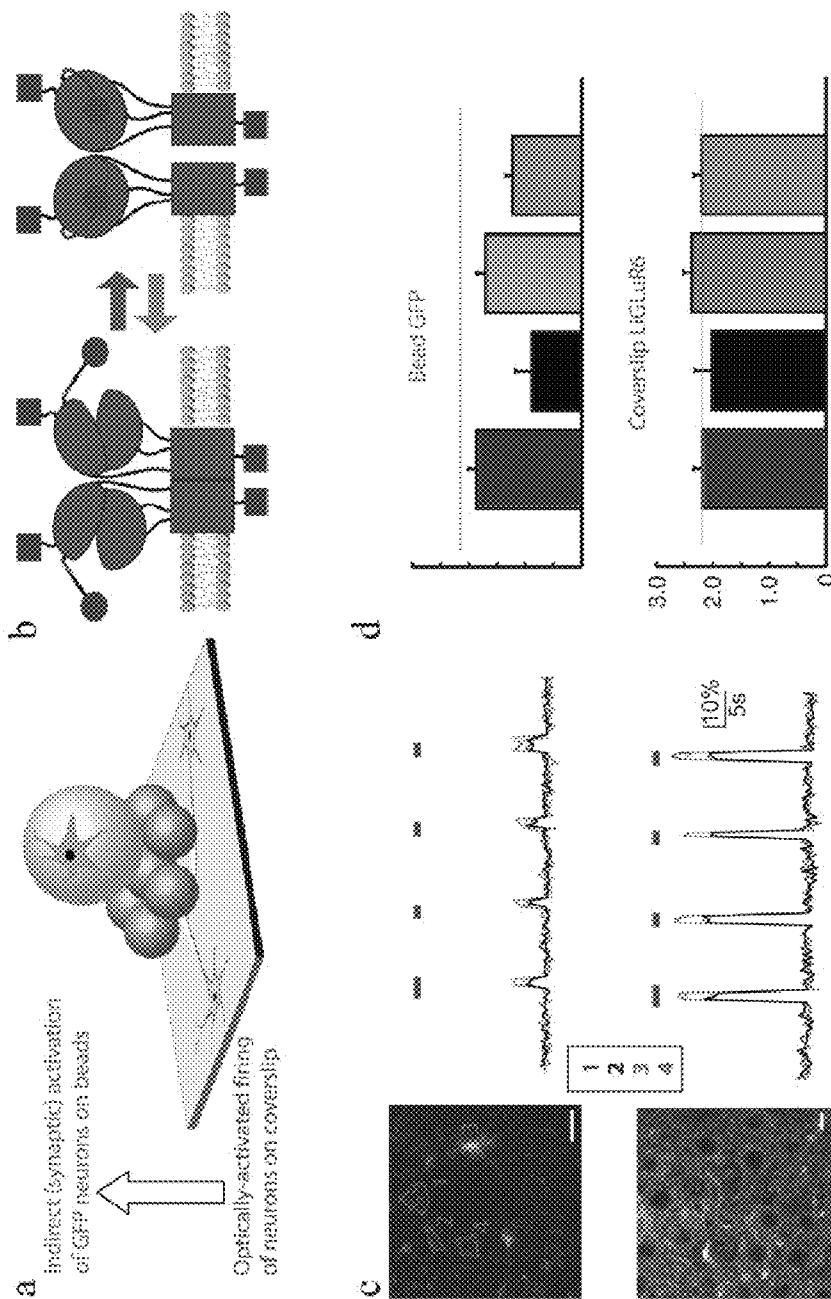 a
Indirect (synaptic) activation
of GFP neurons on beads
Optically-activated firing
of neurons on coverslip
b
c
1
2
3
4
10%
5s
d
Bead GFP
Coverslip LiGLuR6
3.0
2.0
1.0
0